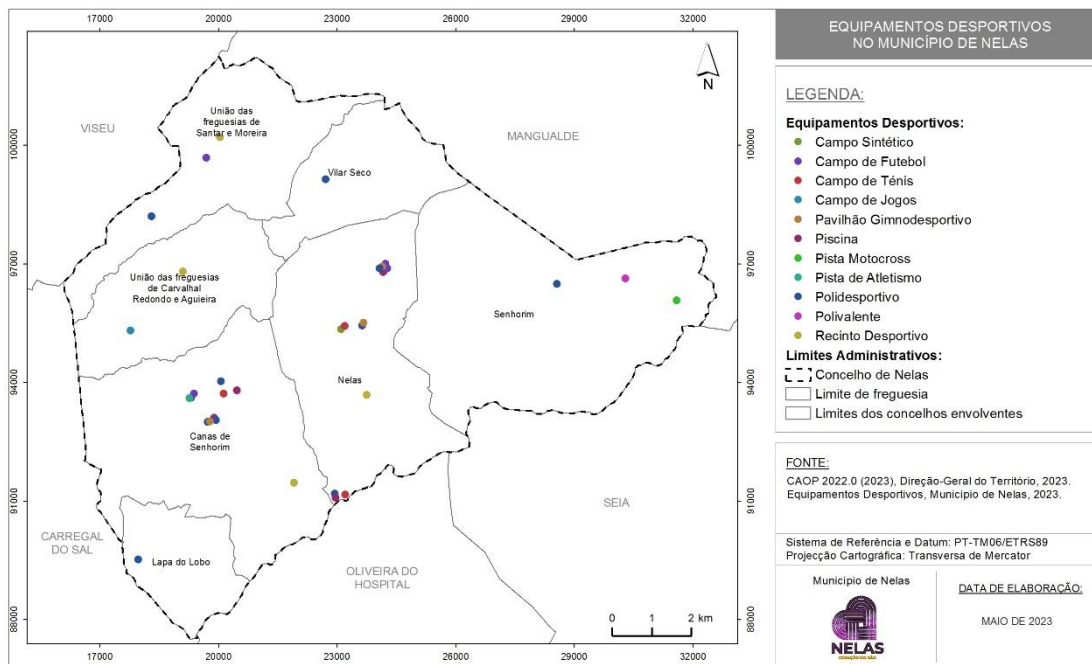 17000 20000 23000 26000 29000 32000
EQUIPAMENTOS DESPORTIVOS
NO MUNICÍPIO DE NELAS
N
VISEU
MANGUALDE
SEIA
OLIVEIRA DO
HOSPITAL
CARREGAL
DO SAL
União das
freguesias de
Santar e Moreira
Vilar Seco
União das freguesias
de Carvalhal
Redondo e Aguieira
Senhorim
Nelas
Canas de
Senhorim
Lapa do Lobo
100000
97000
94000
91000
88000
100000
97000
94000
91000
88000
0 1 2 km
17000 20000 23000 26000 29000 32000
LEGENDA:
Equipamentos Desportivos:
Campo Sintético
Campo de Futebol
Campo de Ténis
Campo de Jogos
Pavilhão Gimnodesportivo
Piscina
Pista Motocross
Pista de Atletismo
Polidesportivo
Polivalente
Recinto Desportivo
Limites Administrativos:
Concelho de Nelas
Limite de freguesia
Limites dos concelhos envolventes
FONTE:
CAOP 2022.0 (2023), Direção-Geral do Território, 2023.
Equipamentos Desportivos, Municipio de Nelas, 2023.
Sistema de Referência e Datum: PT-TM06/ETRS89
Projecção Cartográfica: Transversa de Mercator
Municipio de Nelas
NELAS
CORAÇÃO DO DÃO
DATA DE ELABORAÇÃO:
MAIO DE 2023